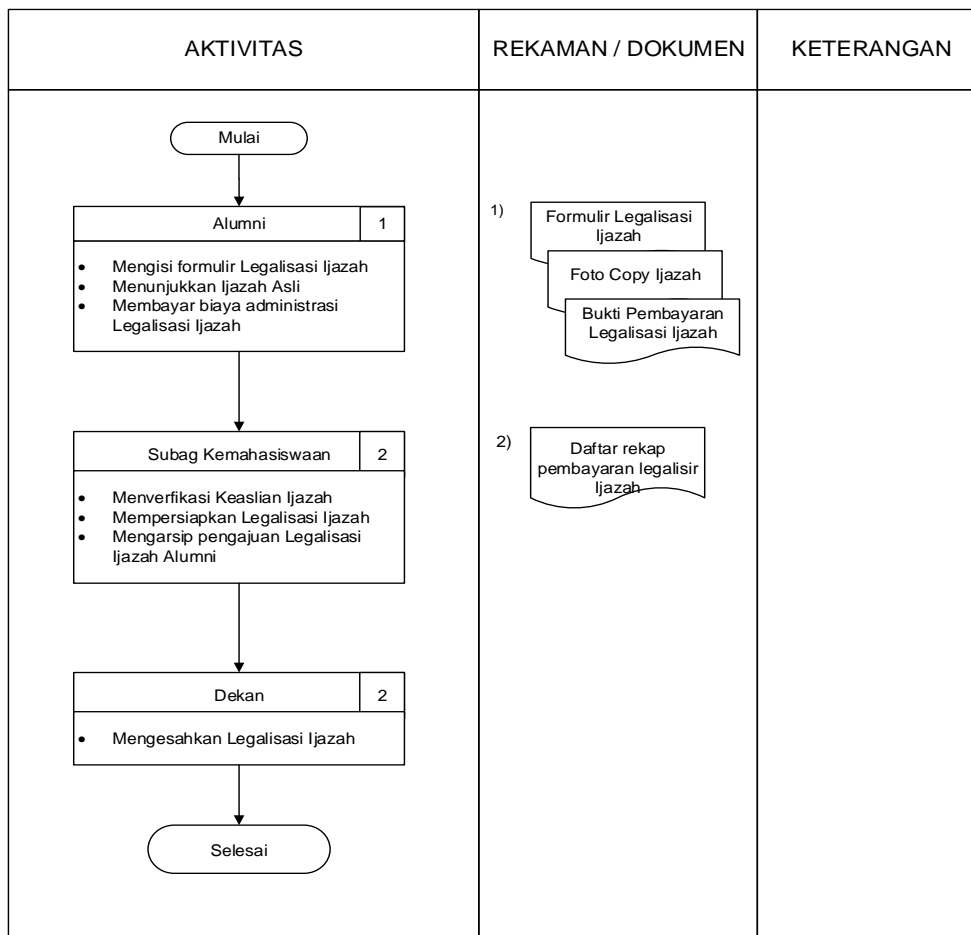 AKTIVITAS
REKAMAN / DOKUMEN
KETERANGAN
Mulai
Alumni
1
• Mengisi formulir Legalisasi Ijazah
• Menunjukkan Ijazah Asli
• Membayar biaya administrasi
Legalisasi Ijazah
1)
Formulir Legalisasi
Ijazah
Foto Copy Ijazah
Bukti Pembayaran
Legalisasi Ijazah
Subag Kemahasiswaan
2
• Menverfikasi Keaslian Ijazah
• Mempersiapkan Legalisasi Ijazah
• Mengarsip pengajuan Legalisasi
Ijazah Alumni
2)
Daftar rekap
pembayaran legalisir
Ijazah
Dekan
2
• Mengesahkan Legalisasi Ijazah
Selesai